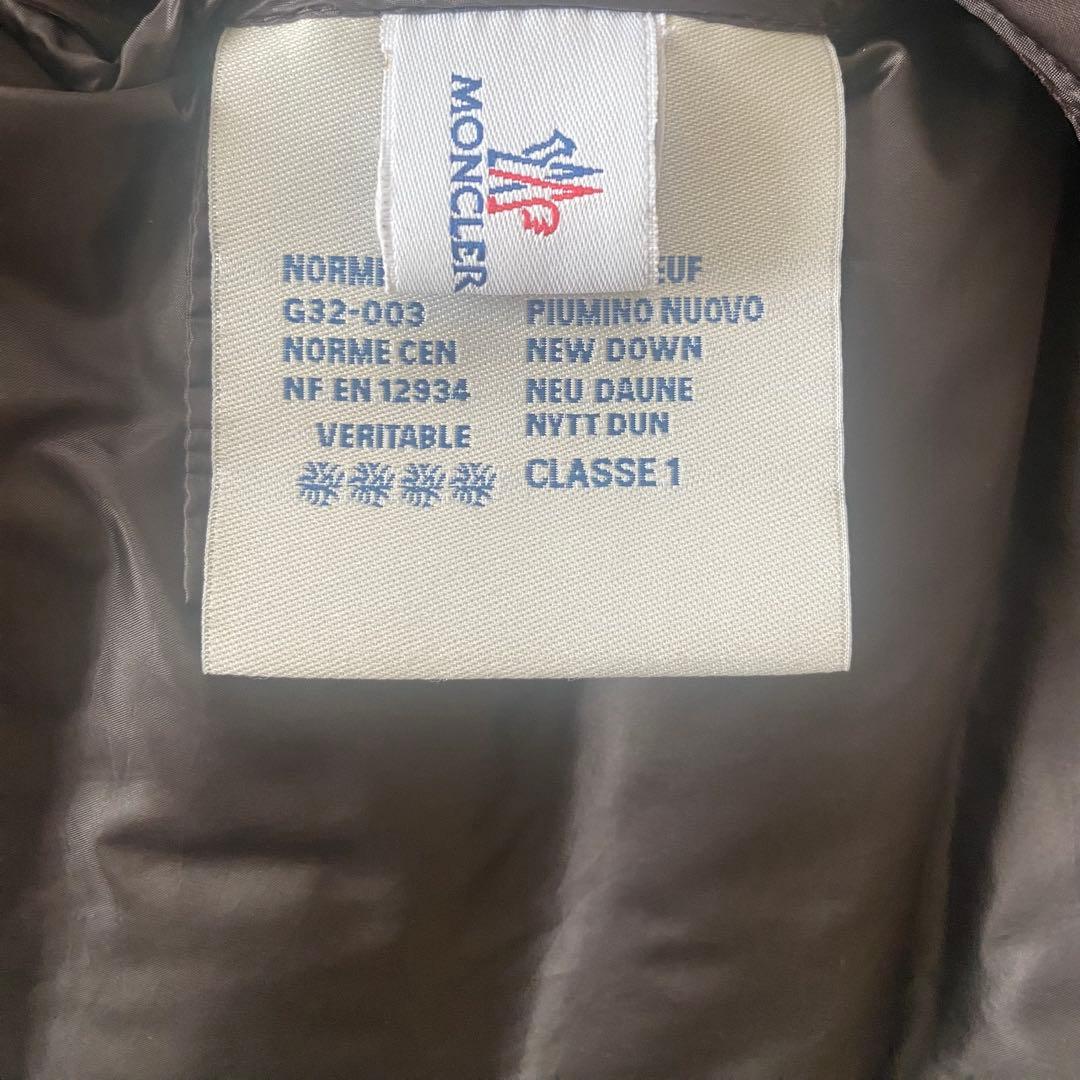 MONCLER
NORME
G32-003
NORME CEN
NF EN 12934
VERITABLE
EUF
PIUMINO NUOVO
NEW DOWN
NEU DAUNE
NYTT DUN
CLASSE 1